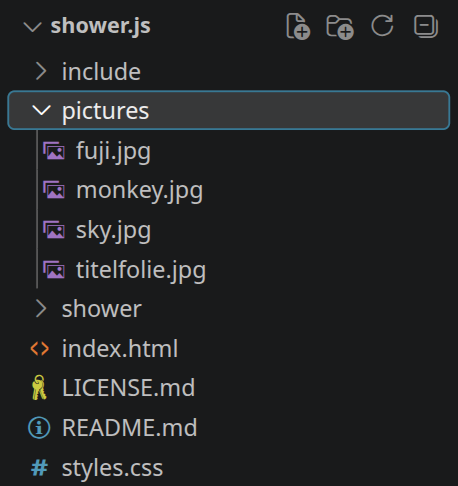 shower.js
include
pictures
fuji.jpg
monkey.jpg
sky.jpg
titelfolie.jpg
shower
index.html
LICENSE.md
README.md
styles.css